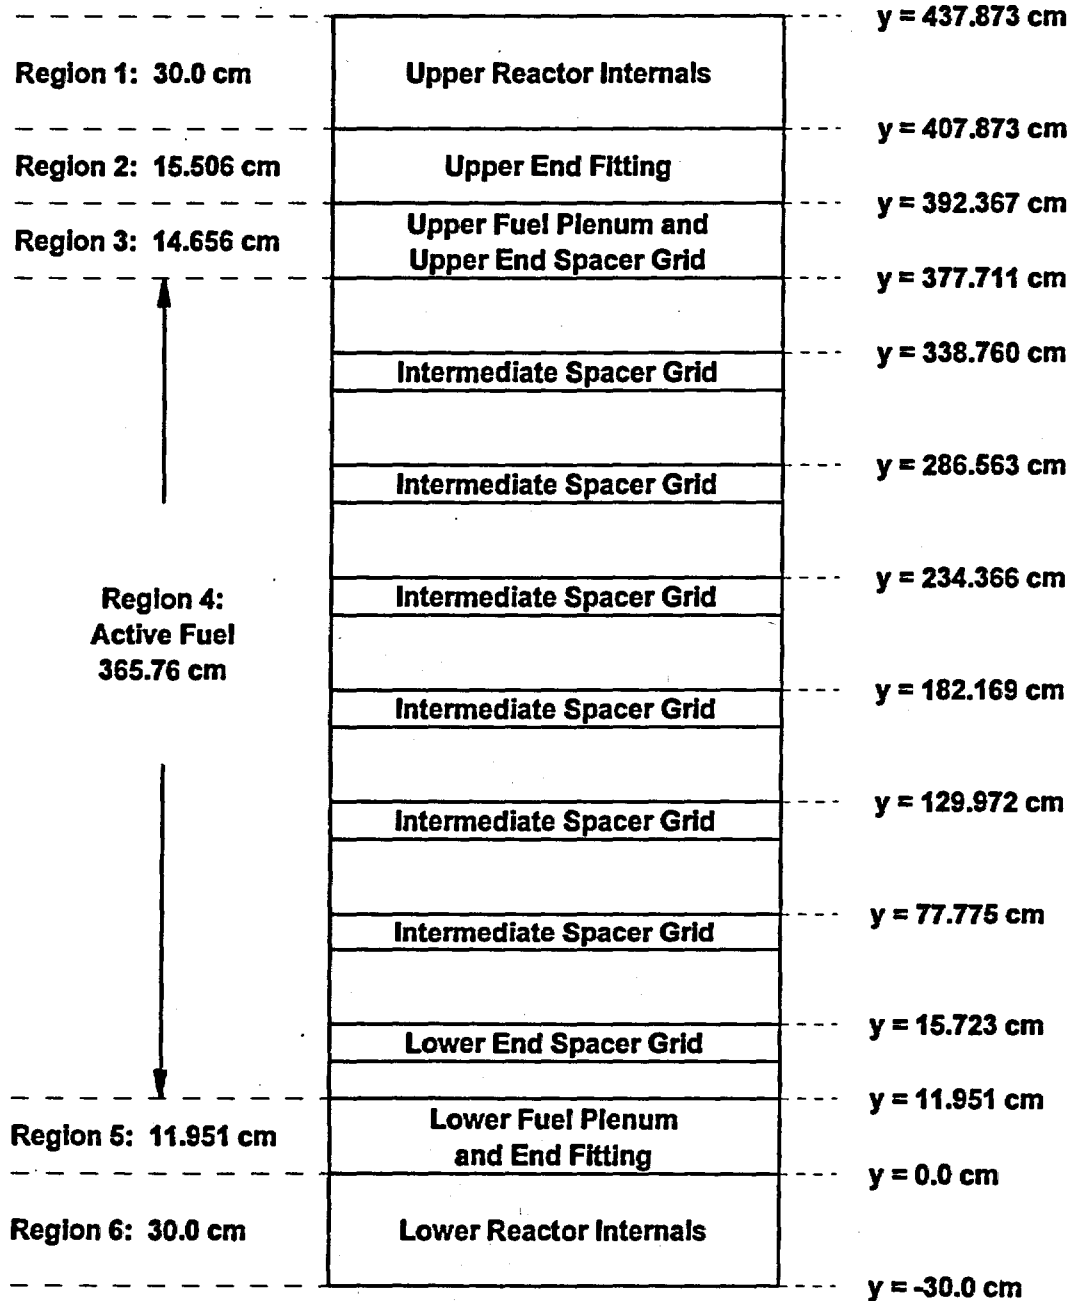 y = 437.873 cm
Region 1: 30.0 cm
Upper Reactor Internals
y = 407.873 cm
Region 2: 15.506 cm
Upper End Fitting
y = 392.367 cm
Region 3: 14.656 cm
Upper Fuel Plenum and
Upper End Spacer Grid
y = 377.711 cm
y = 338.760 cm
Intermediate Spacer Grid
y = 286.563 cm
Intermediate Spacer Grid
y = 234.366 cm
Intermediate Spacer Grid
Region 4:
Active Fuel
365.76 cm
y = 182.169 cm
Intermediate Spacer Grid
y = 129.972 cm
Intermediate Spacer Grid
y = 77.775 cm
Intermediate Spacer Grid
y = 15.723 cm
Lower End Spacer Grid
y = 11.951 cm
Region 5: 11.951 cm
Lower Fuel Plenum
and End Fitting
y = 0.0 cm
Region 6: 30.0 cm
Lower Reactor Internals
y = -30.0 cm